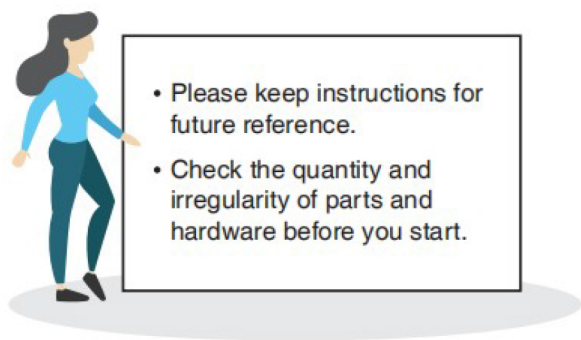 • Please keep instructions for
future reference.
• Check the quantity and
irregularity of parts and
hardware before you start.